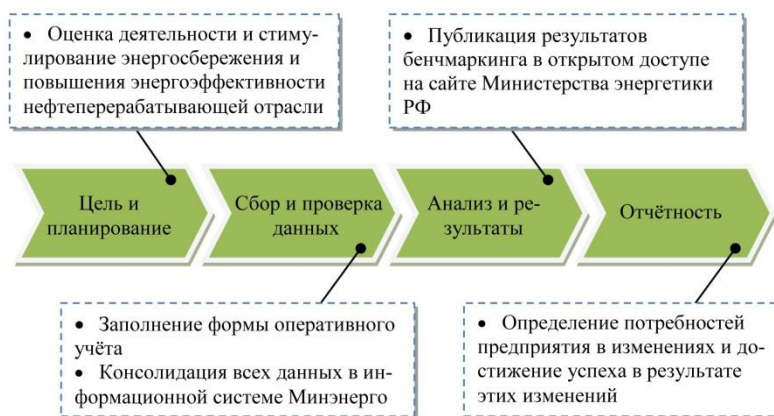 • Оценка деятельности и стиму-
лирование энергосбережения и
повышения энергоэффективности
нефтеперерабатывающей отрасли
• Публикация результатов
бенчмаркинга в открытом доступе
на сайте Министерства энергетики
РФ
Цель и
планирование
Сбор и проверка
данных
Анализ и ре-
зультаты
Отчётность
• Заполнение формы оперативного
учёта
• Консолидация всех данных в ин-
формационной системе Минэнерго
• Определение потребностей
предприятия в изменениях и до-
стижение успеха в результате
этих изменений